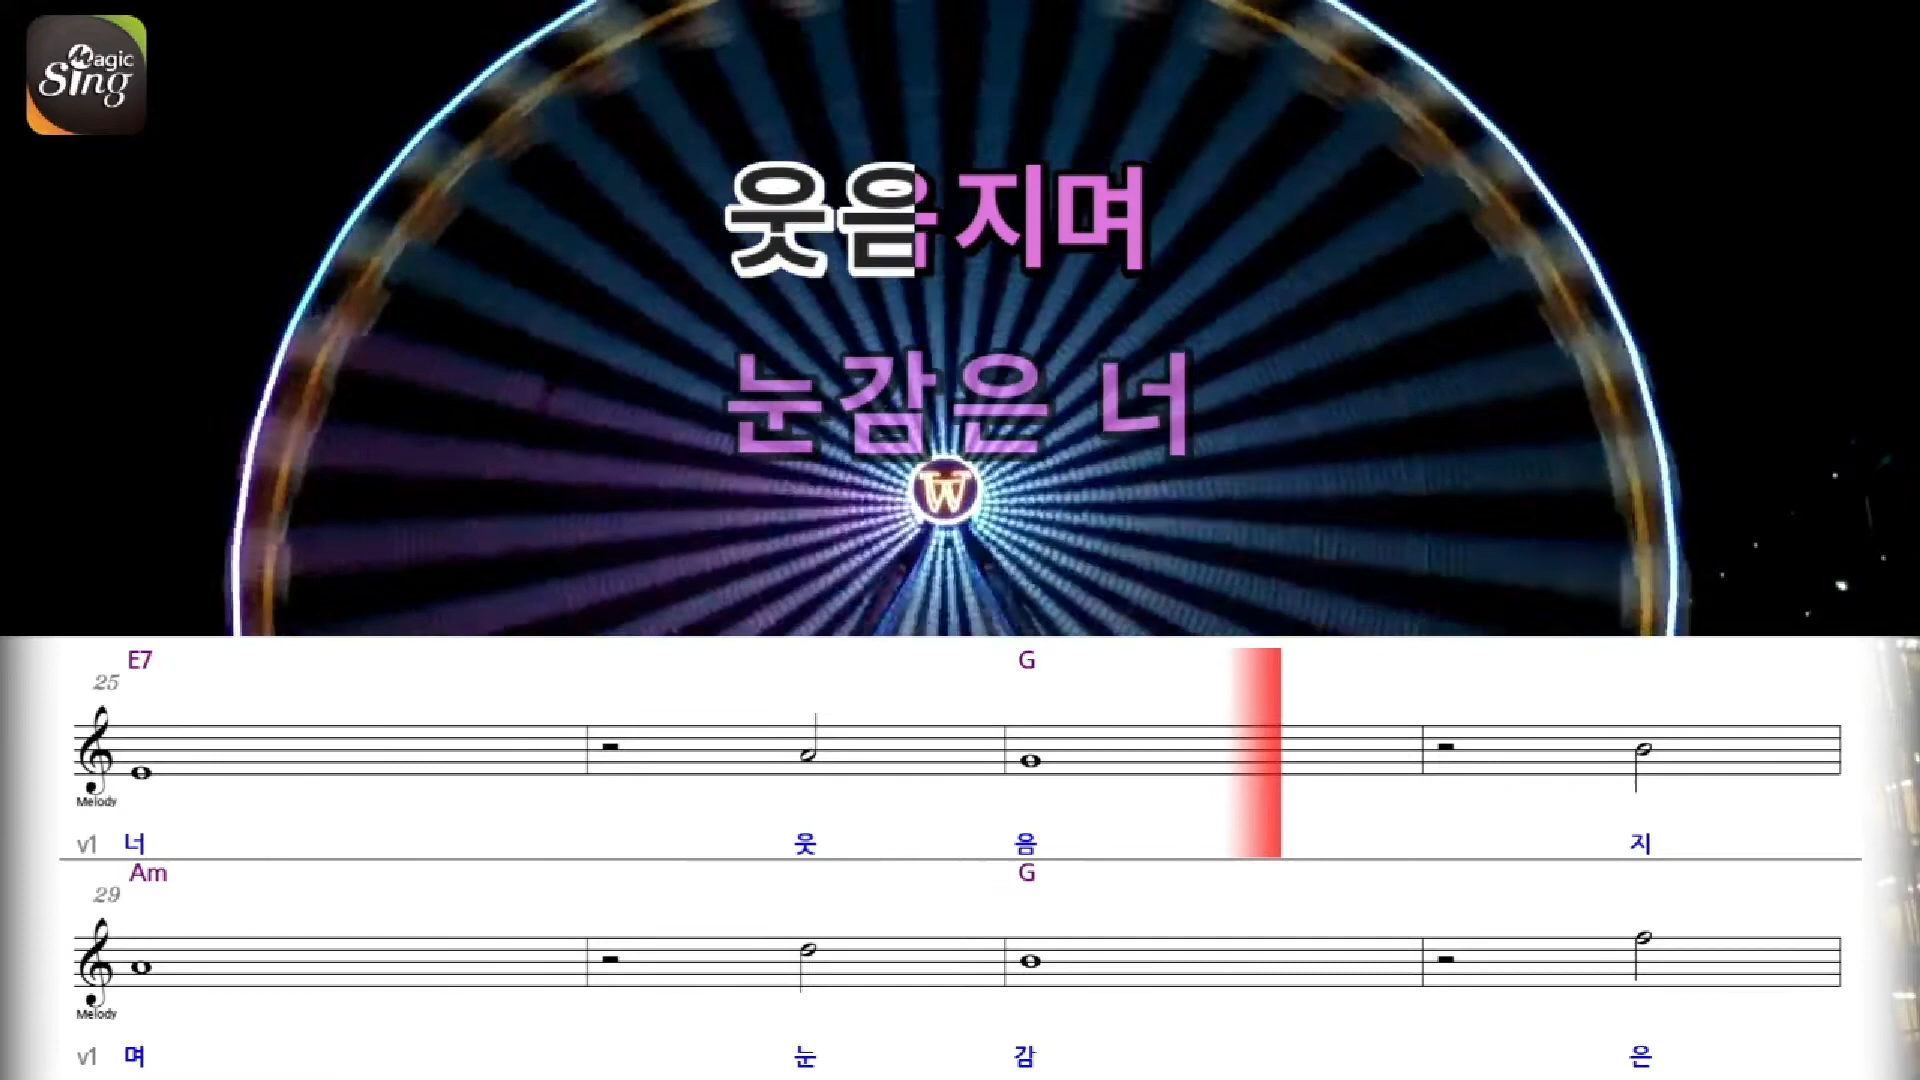 Magic
Sing
웃음지며
눈감은 너
W
E7 G
25
Melody
v1 너 웃 음 지
Am G
29
Melody
v1 며 눈 감 은